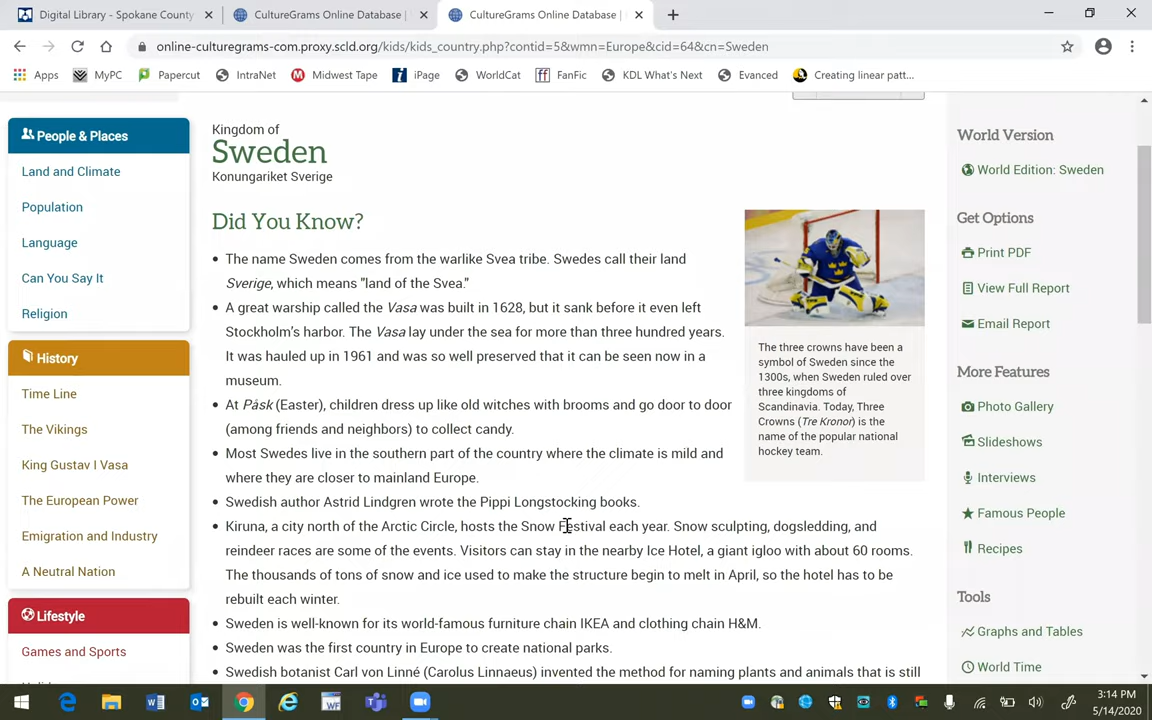 Digital Library - Spokane County
CultureGrams Online Database |
CultureGrams Online Database |
online-culturegrams-com.proxy.scld.org/kids/kids_country.php?contid=5&wmn=Europe&cid=64&cn=Sweden
Apps MyPC Papercut IntraNet Midwest Tape iPage WorldCat FanFic KDL What's Next Evanced Creating linear patt...
People & Places
Land and Climate
Population
Language
Can You Say It
Religion
History
Time Line
The Vikings
King Gustav I Vasa
The European Power
Emigration and Industry
A Neutral Nation
Lifestyle
Games and Sports
Kingdom of
Sweden
Konungariket Sverige
Did You Know?
• The name Sweden comes from the warlike Svea tribe. Swedes call their land
Sverige, which means "land of the Svea."
• A great warship called the Vasa was built in 1628, but it sank before it even left
Stockholm's harbor. The Vasa lay under the sea for more than three hundred years.
It was hauled up in 1961 and was so well preserved that it can be seen now in a
museum.
• At Påsk (Easter), children dress up like old witches with brooms and go door to door
(among friends and neighbors) to collect candy.
• Most Swedes live in the southern part of the country where the climate is mild and
where they are closer to mainland Europe.
• Swedish author Astrid Lindgren wrote the Pippi Longstocking books.
• Kiruna, a city north of the Arctic Circle, hosts the Snow Festival each year. Snow sculpting, dogsledding, and
reindeer races are some of the events. Visitors can stay in the nearby Ice Hotel, a giant igloo with about 60 rooms.
The thousands of tons of snow and ice used to make the structure begin to melt in April, so the hotel has to be
rebuilt each winter.
• Sweden is well-known for its world-famous furniture chain IKEA and clothing chain H&M.
• Sweden was the first country in Europe to create national parks.
• Swedish botanist Carl von Linné (Carolus Linnaeus) invented the method for naming plants and animals that is still
The three crowns have been a
symbol of Sweden since the
1300s, when Sweden ruled over
three kingdoms of
Scandinavia. Today, Three
Crowns (Tre Kronor) is the
name of the popular national
hockey team.
World Version
World Edition: Sweden
Get Options
Print PDF
View Full Report
Email Report
More Features
Photo Gallery
Slideshows
Interviews
Famous People
Recipes
Tools
Graphs and Tables
World Time
3:14 PM
5/14/2020